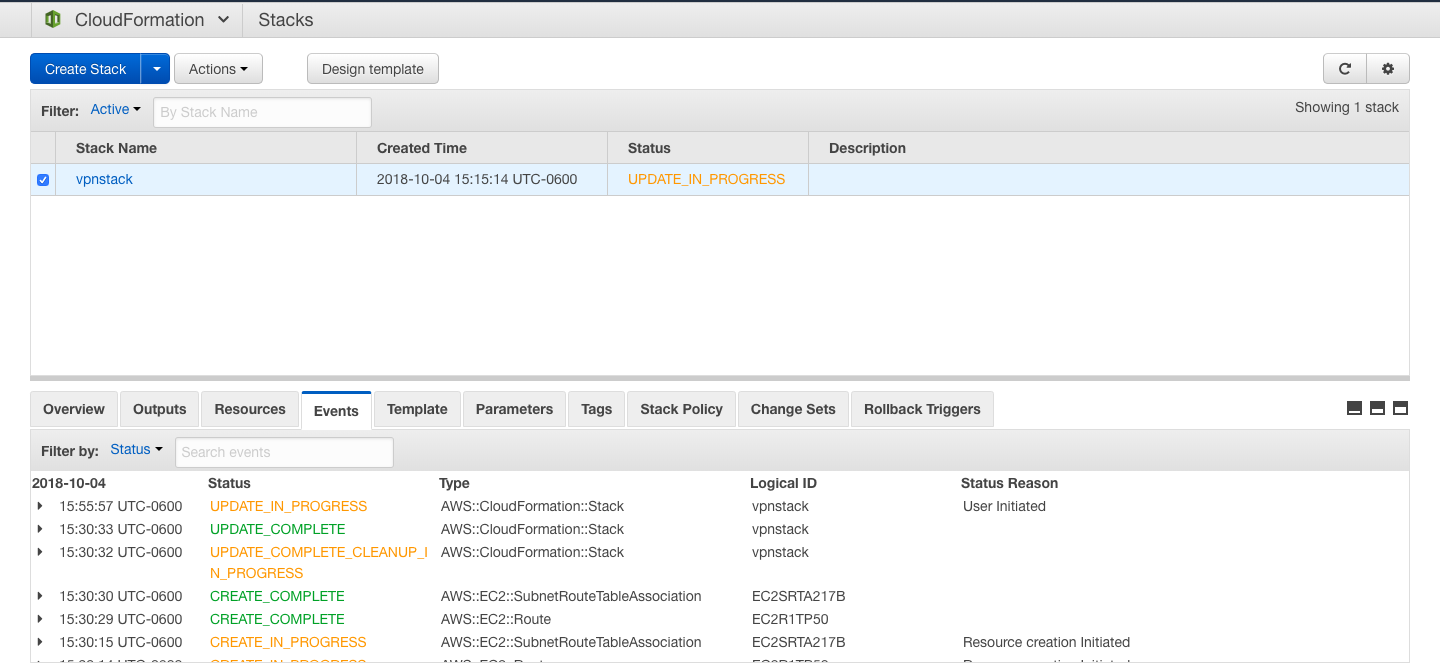 CloudFormation Stacks
Create Stack Actions Design template
Filter: Active By Stack Name Showing 1 stack
Stack Name Created Time Status Description
vpnstack 2018-10-04 15:15:14 UTC-0600 UPDATE_IN_PROGRESS
Overview Outputs Resources Events Template Parameters Tags Stack Policy Change Sets Rollback Triggers
Filter by: Status Search events
2018-10-04 Status Type Logical ID Status Reason
15:55:57 UTC-0600 UPDATE_IN_PROGRESS AWS::CloudFormation::Stack vpnstack User Initiated
15:30:33 UTC-0600 UPDATE_COMPLETE AWS::CloudFormation::Stack vpnstack
15:30:32 UTC-0600 UPDATE_COMPLETE_CLEANUP_I AWS::CloudFormation::Stack vpnstack
N_PROGRESS
15:30:30 UTC-0600 CREATE_COMPLETE AWS::EC2::SubnetRouteTableAssociation EC2SRTA217B
15:30:29 UTC-0600 CREATE_COMPLETE AWS::EC2::Route EC2R1TP50
15:30:15 UTC-0600 CREATE_IN_PROGRESS AWS::EC2::SubnetRouteTableAssociation EC2SRTA217B Resource creation Initiated